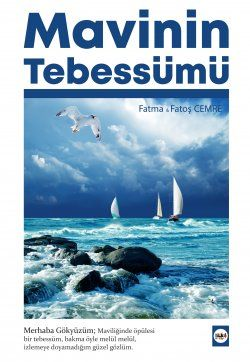 Mavinin
Tebessümü
Fatma & Fatoş CEMRE
Merhaba Gökyüzüm; Maviliğinde öpülesi
bir tebessüm, bakma öyle melül melül,
izlemeye doyamadığım güzel gözlüm.